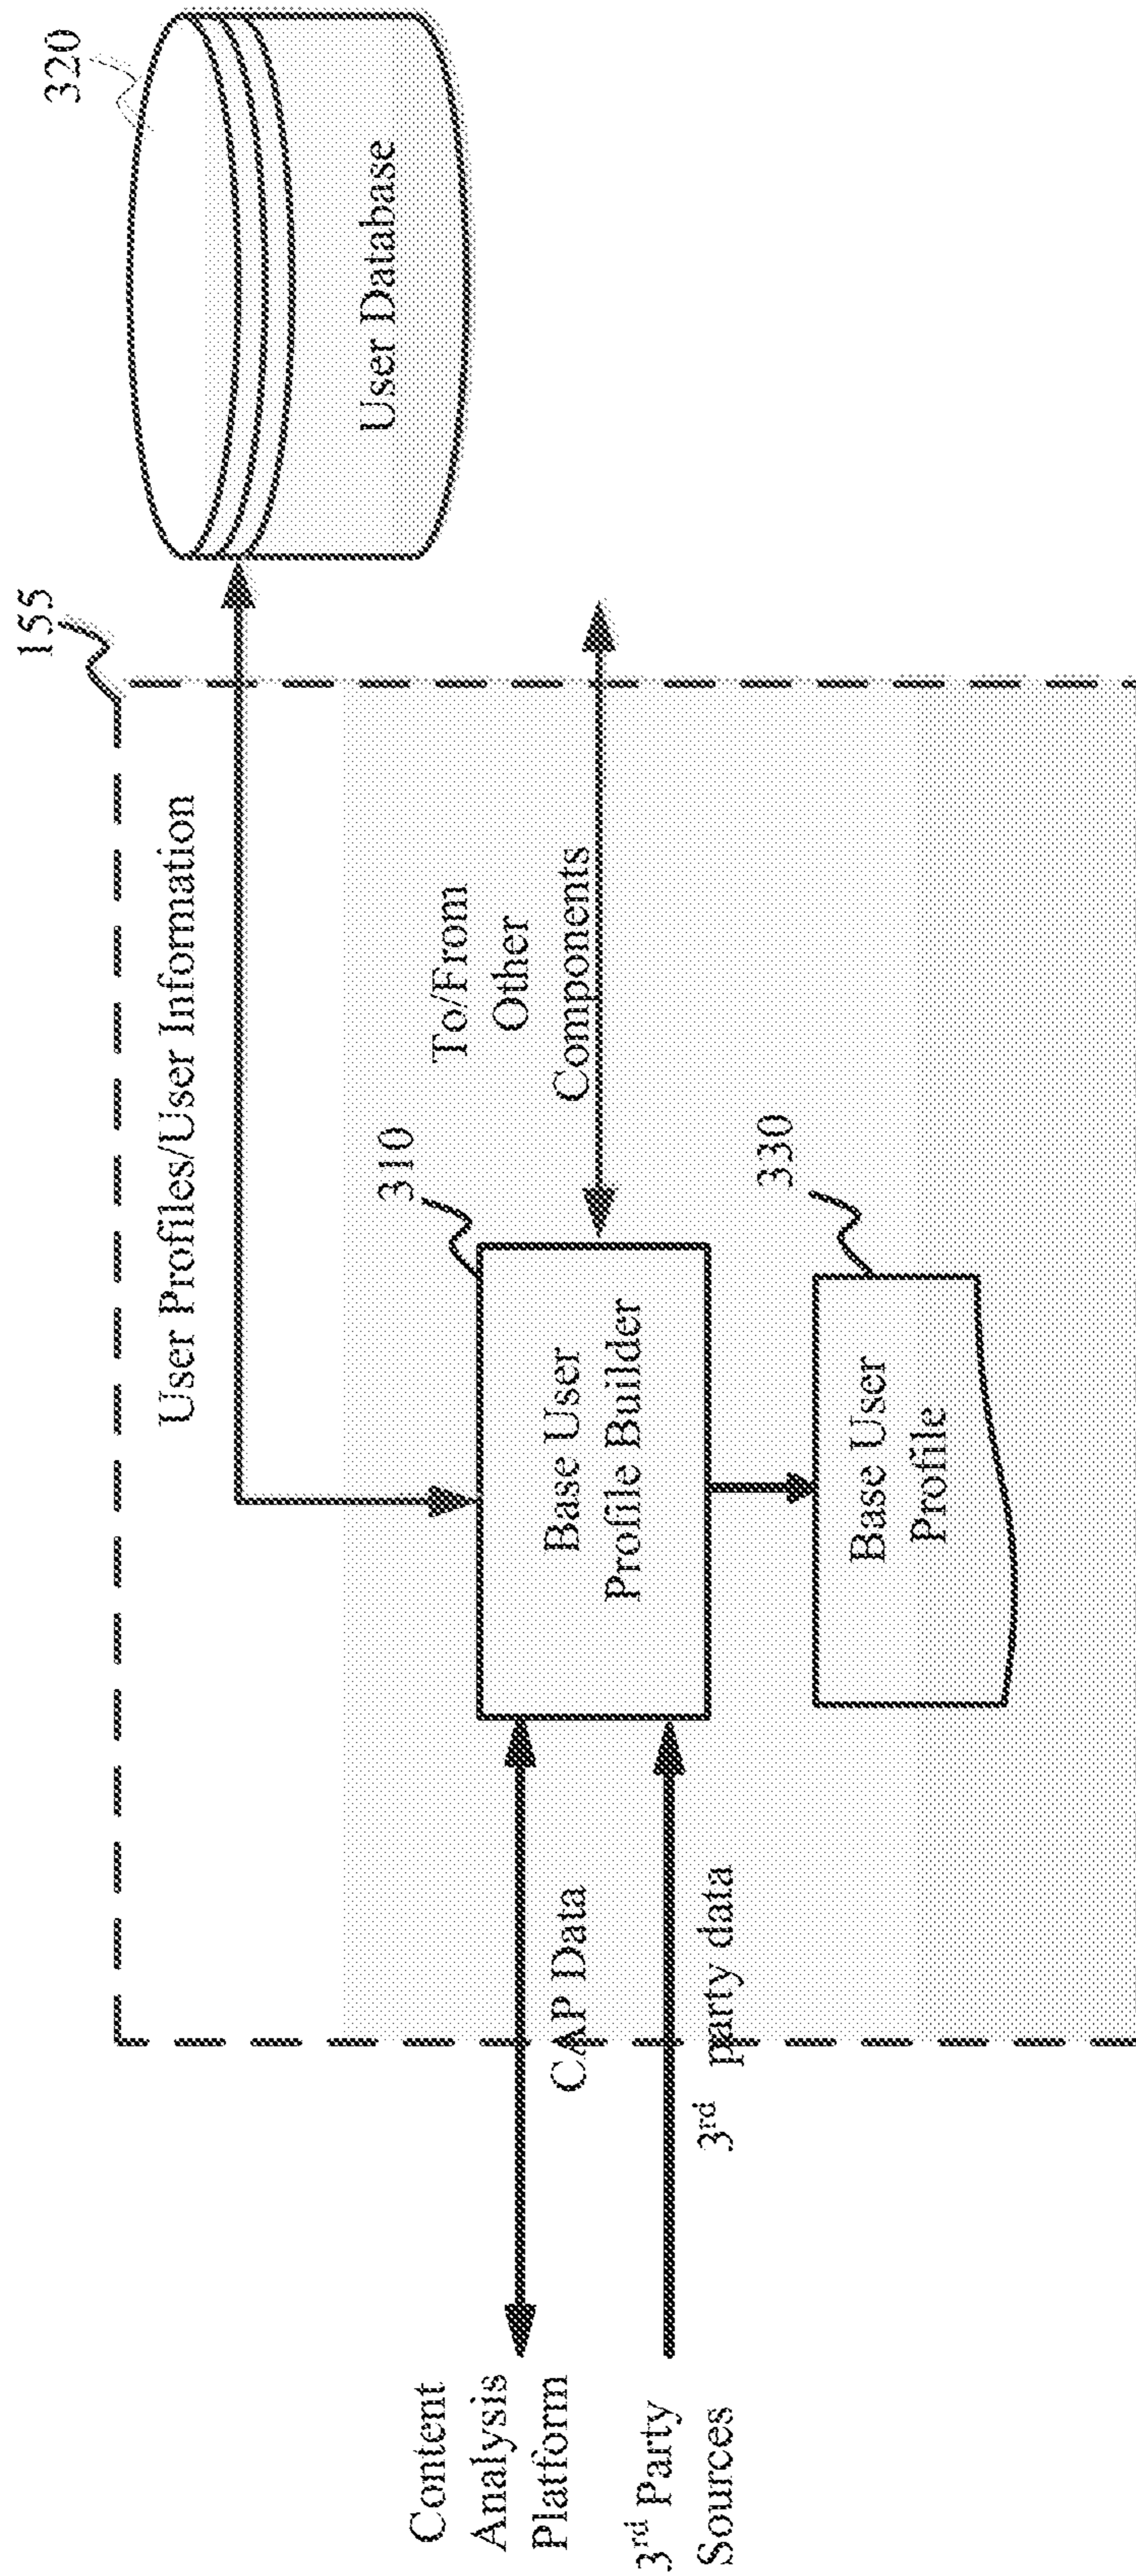 155
320
User Profiles/User Information
User Database
To/From
Other
Components
310
Content
Analysis
Platform
CAP Data
Base User
Profile Builder
3rd Party
Sources
3rd party data
330
Base User
Profile